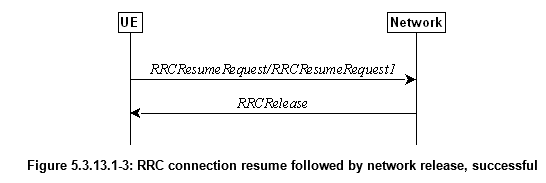 UE
Network
RRCResumeRequest/RRCResumeRequest1
RRCRelease
Figure 5.3.13.1-3: RRC connection resume followed by network release, successful